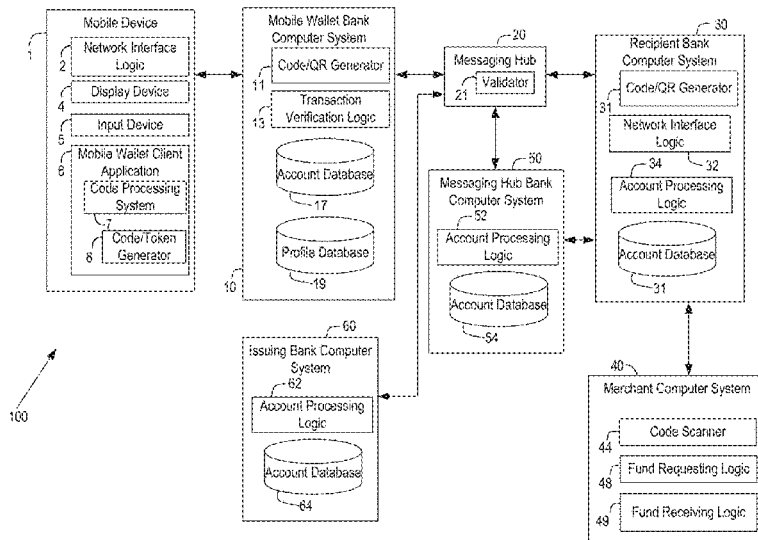 Mobile Device
1
Network Interface
Logic
2
Display Device
4
Input Device
5
Mobile Wallet Client
Application
6
Code Processing
System
7
Code/Token
Generator
8
Mobile Wallet Bank
Computer System
Code/QR Generator
11
Transaction
Verification Logic
13
Account Database
17
Profile Database
19
10
20
Messaging Hub
Validator
21
50
Messaging Hub Bank
Computer System
52
Account Processing
Logic
Account Database
54
30
Recipient Bank
Computer System
Code/QR Generator
31
Network Interface
Logic
32
34
Account Processing
Logic
Account Database
31
60
Issuing Bank Computer
System
62
Account Processing
Logic
Account Database
64
40
Merchant Computer System
Code Scanner
44
Fund Requesting Logic
48
Fund Receiving Logic
49
100